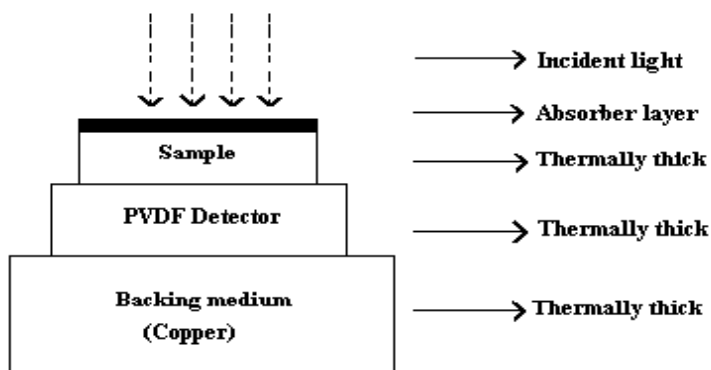 Incident light
Absorber layer
Sample
Thermally thick
PVDF Detector
Thermally thick
Backing medium
(Copper)
Thermally thick